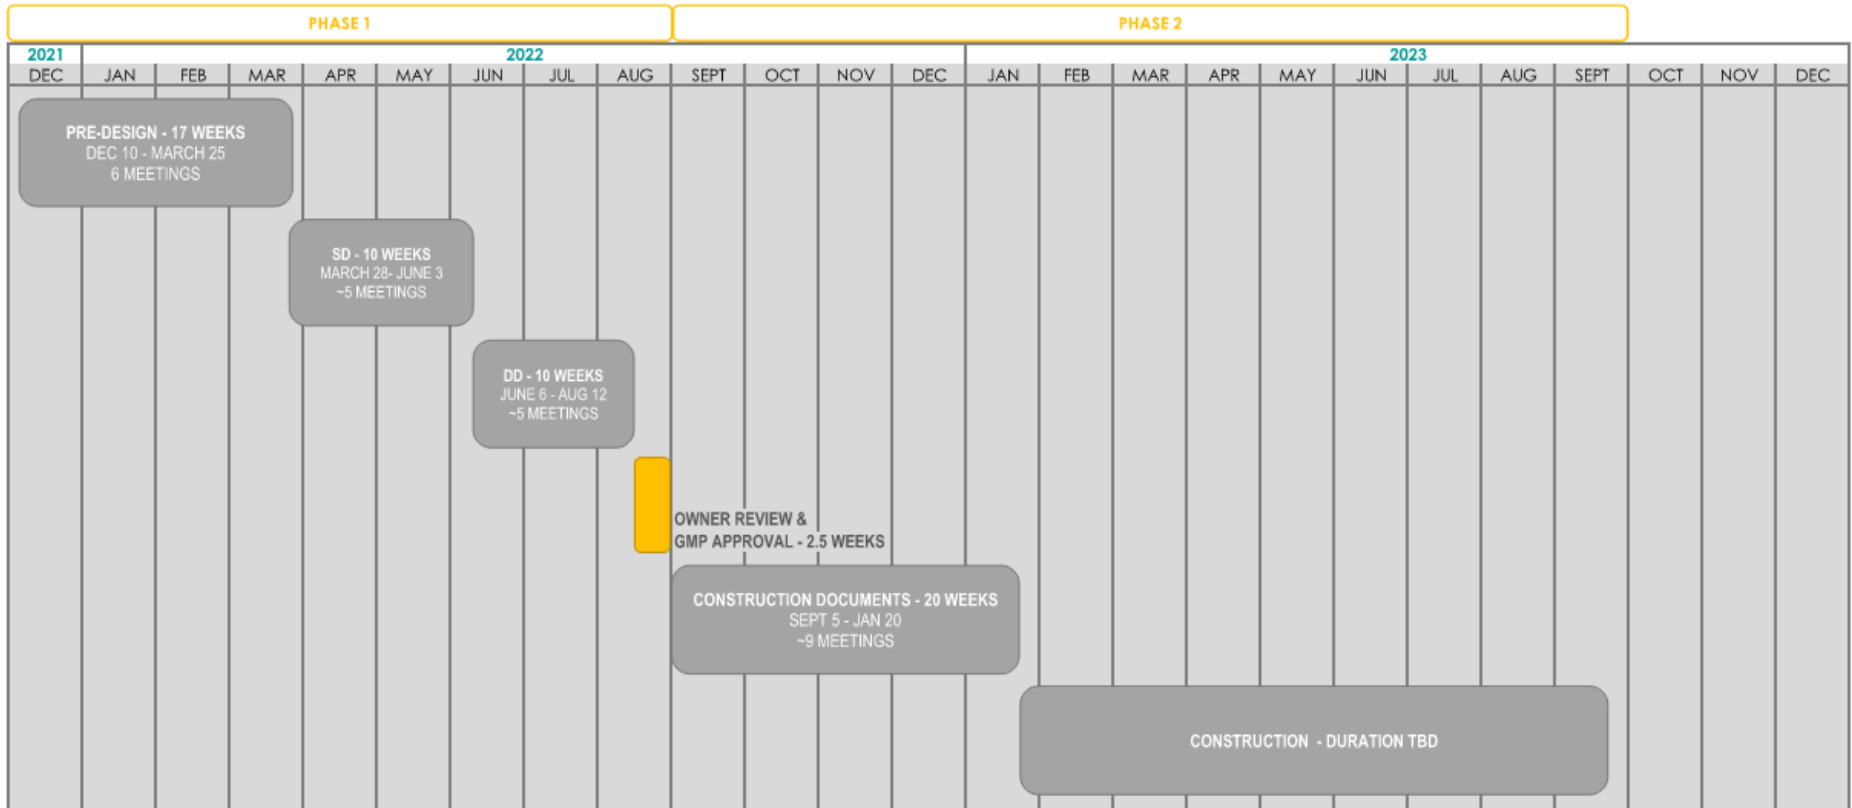 PHASE 1 PHASE 2
2021 2022 2023
DEC JAN FEB MAR APR MAY JUN JUL AUG SEPT OCT NOV DEC JAN FEB MAR APR MAY JUN JUL AUG SEPT OCT NOV DEC
PRE-DESIGN - 17 WEEKS
DEC 10 - MARCH 25
6 MEETINGS
SD - 10 WEEKS
MARCH 28- JUNE 3
~5 MEETINGS
DD - 10 WEEKS
JUNE 6 - AUG 12
~5 MEETINGS
OWNER REVIEW &
GMP APPROVAL - 2.5 WEEKS
CONSTRUCTION DOCUMENTS - 20 WEEKS
SEPT 5 - JAN 20
~9 MEETINGS
CONSTRUCTION - DURATION TBD